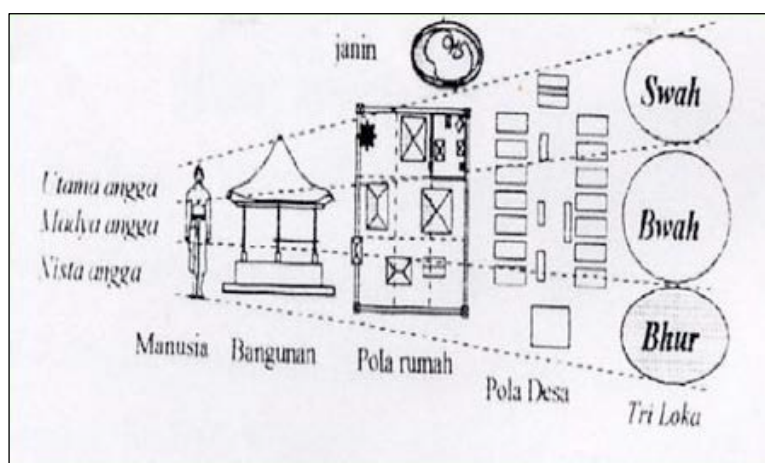 janin
Swah
Utama angga
Madya angga
Nista angga
Bwah
Bhur
Manusia
Bangunan
Pola rumah
Pola Desa
Tri Loka